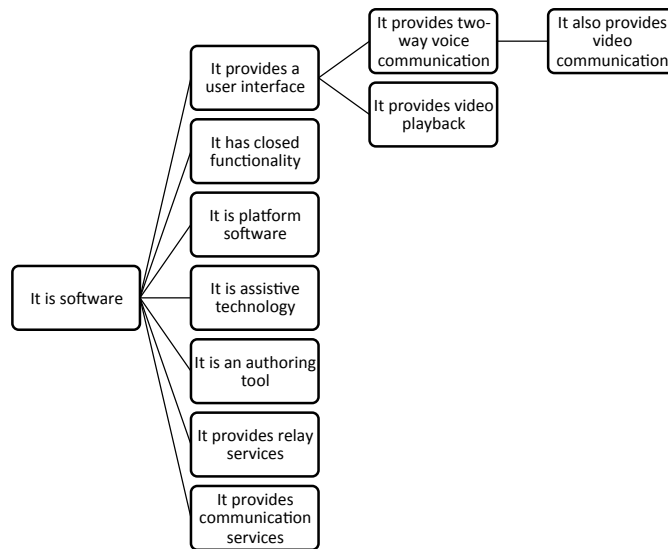 It is software
It provides a
user interface
It provides two-
way voice
communication
It also provides
video
communication
It provides video
playback
It has closed
functionality
It is platform
software
It is assistive
technology
It is an authoring
tool
It provides relay
services
It provides
communication
services